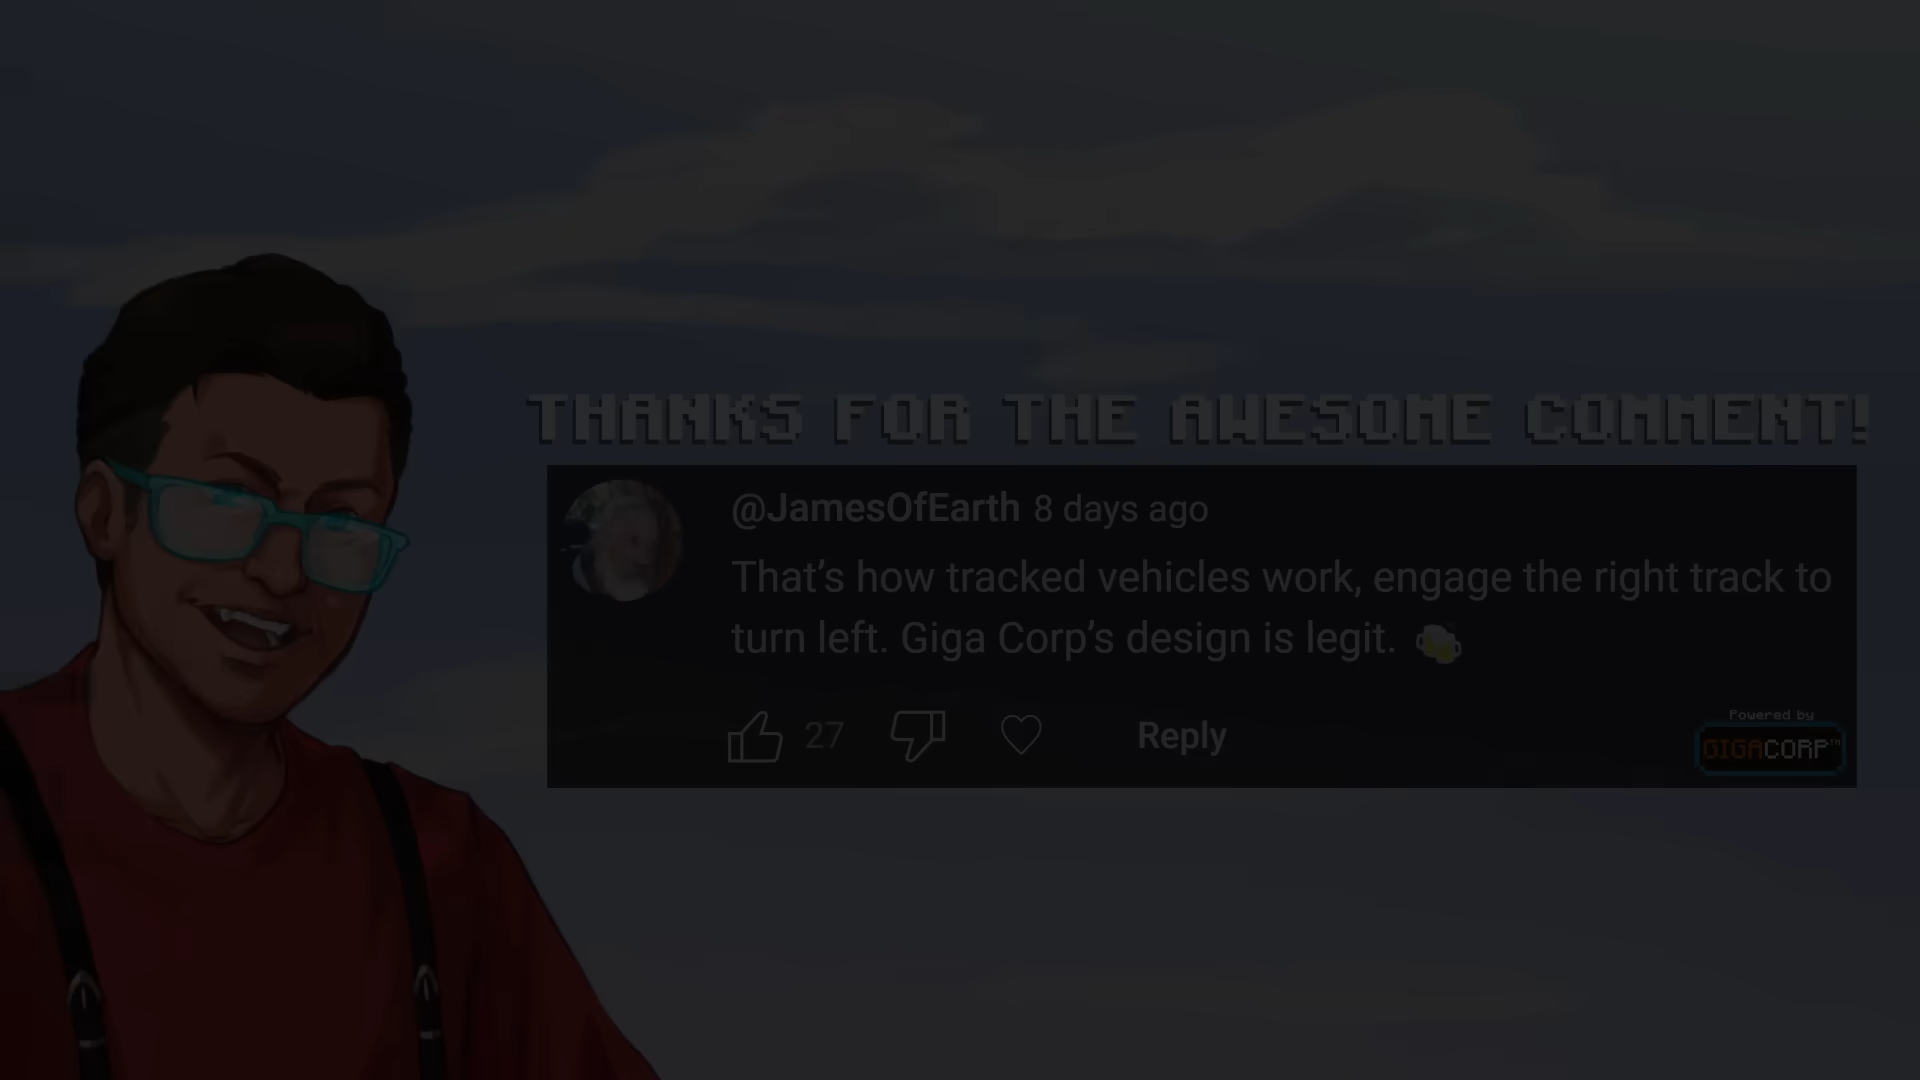 THANKS FOR THE AWESOME COMMENT!
@JamesOfEarth 8 days ago
That’s how tracked vehicles work, engage the right track to
turn left. Giga Corp’s design is legit. 🍻
27 Reply
Powered by
GIGACORP™